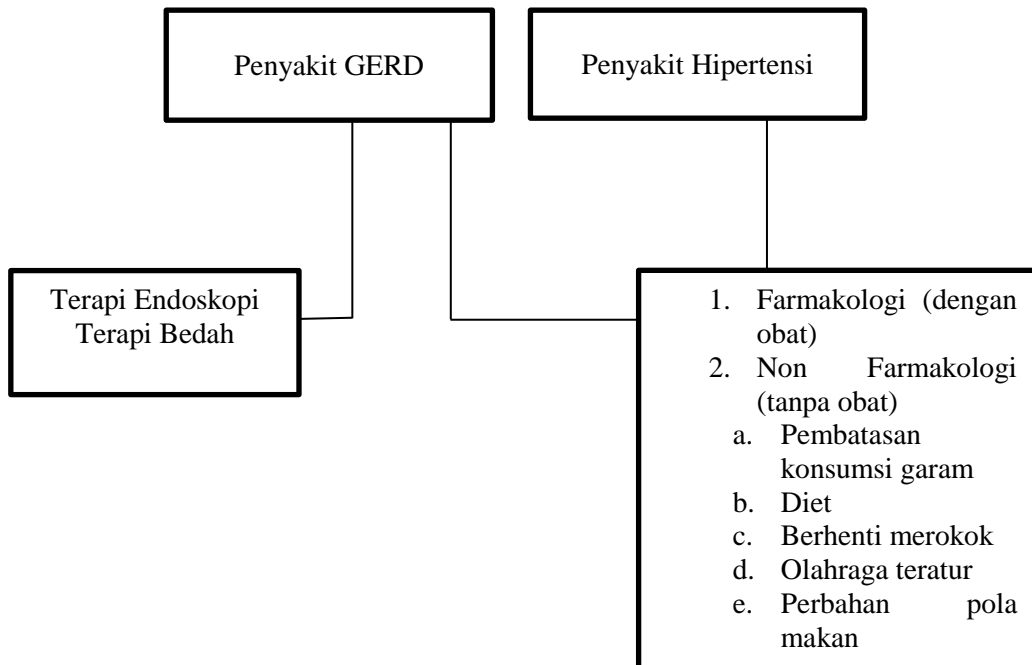 Penyakit GERD
Penyakit Hipertensi
Terapi Endoskopi
Terapi Bedah
1. Farmakologi (dengan
obat)
2. Non Farmakologi
(tanpa obat)
a. Pembatasan
konsumsi garam
b. Diet
c. Berhenti merokok
d. Olahraga teratur
e. Perbahan pola
makan